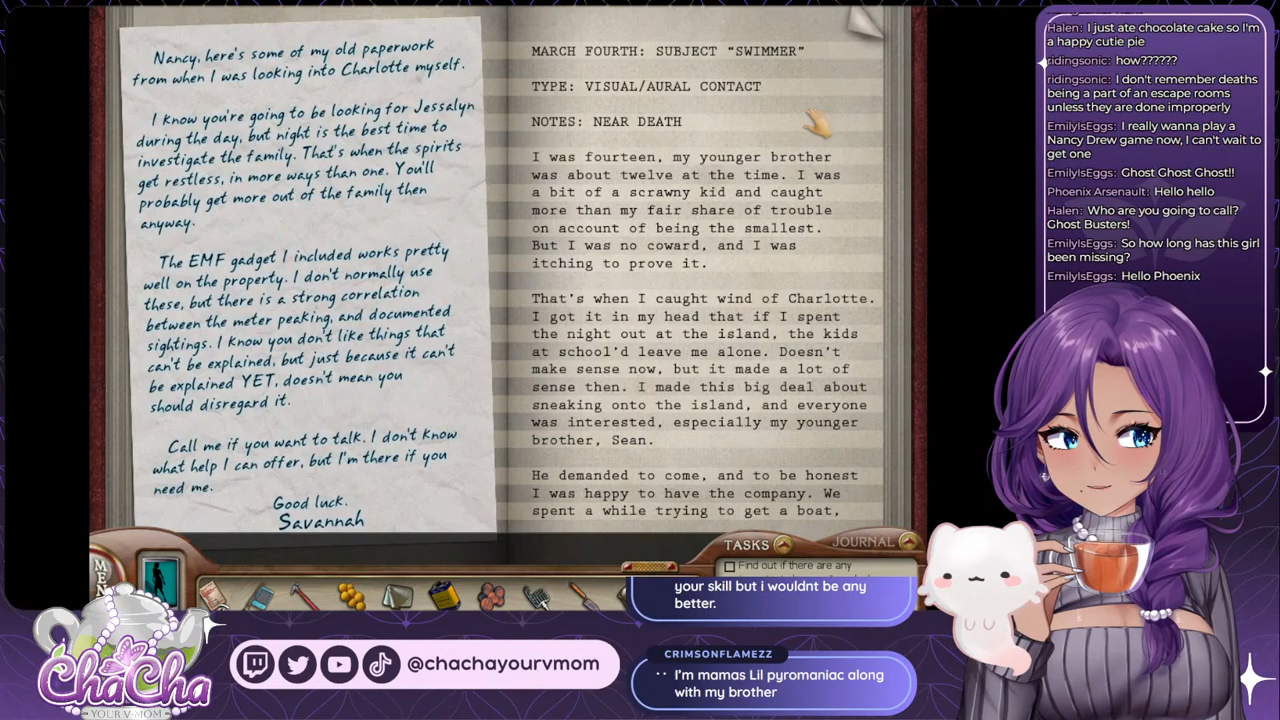 Nancy, here's some of my old paperwork
from when I was looking into Charlotte myself.
I know you're going to be looking for Jessalyn
during the day, but night is the best time to
investigate the family. That's when the spirits
get restless, in more ways than one. You'll
probably get more out of the family then
anyway.
The EMF gadget I included works pretty
well on the property. I don't normally use
these, but there is a strong correlation
between the meter peaking, and documented
sightings. I know you don't like things that
can't be explained, but just because it can't
be explained YET, doesn't mean you
should disregard it.
Call me if you want to talk. I don't know
what help I can offer, but I'm there if you
need me.
Good luck.
Savannah
MARCH FOURTH: SUBJECT “SWIMMER”
TYPE: VISUAL/AURAL CONTACT
NOTES: NEAR DEATH
I was fourteen, my younger brother
was about twelve at the time. I was
a bit of a scrawny kid and caught
more than my fair share of trouble
on account of being the smallest.
But I was no coward, and I was
itching to prove it.
That's when I caught wind of Charlotte.
I got it in my head that if I spent
the night out at the island, the kids
at school'd leave me alone. Doesn't
make sense now, but it made a lot of
sense then. I made this big deal about
sneaking onto the island, and everyone
was interested, especially my younger
brother, Sean.
He demanded to come, and to be honest
I was happy to have the company. We
spent a while trying to get a boat,
TASKS
JOURNAL
Find out if there are any
MEN
Halen: I just ate chocolate cake so I'm
a happy cutie pie
ridingsonic: how??????
ridingsonic: I don't remember deaths
being a part of an escape rooms
unless they are done improperly
EmilyIsEggs: I really wanna play a
Nancy Drew game now, I can't wait to
get one
EmilyIsEggs: Ghost Ghost Ghost!!
Phoenix Arsenault: Hello hello
Halen: Who are you going to call?
Ghost Busters!
EmilyIsEggs: So how long has this girl
been missing?
EmilyIsEggs: Hello Phoenix
your skill but i wouldnt be any
better.
CRIMSONFLAMEZZ
I'm mamas Lil pyromaniac along
with my brother
@chachayourvmom
ChaCha
YOUR V-MOM